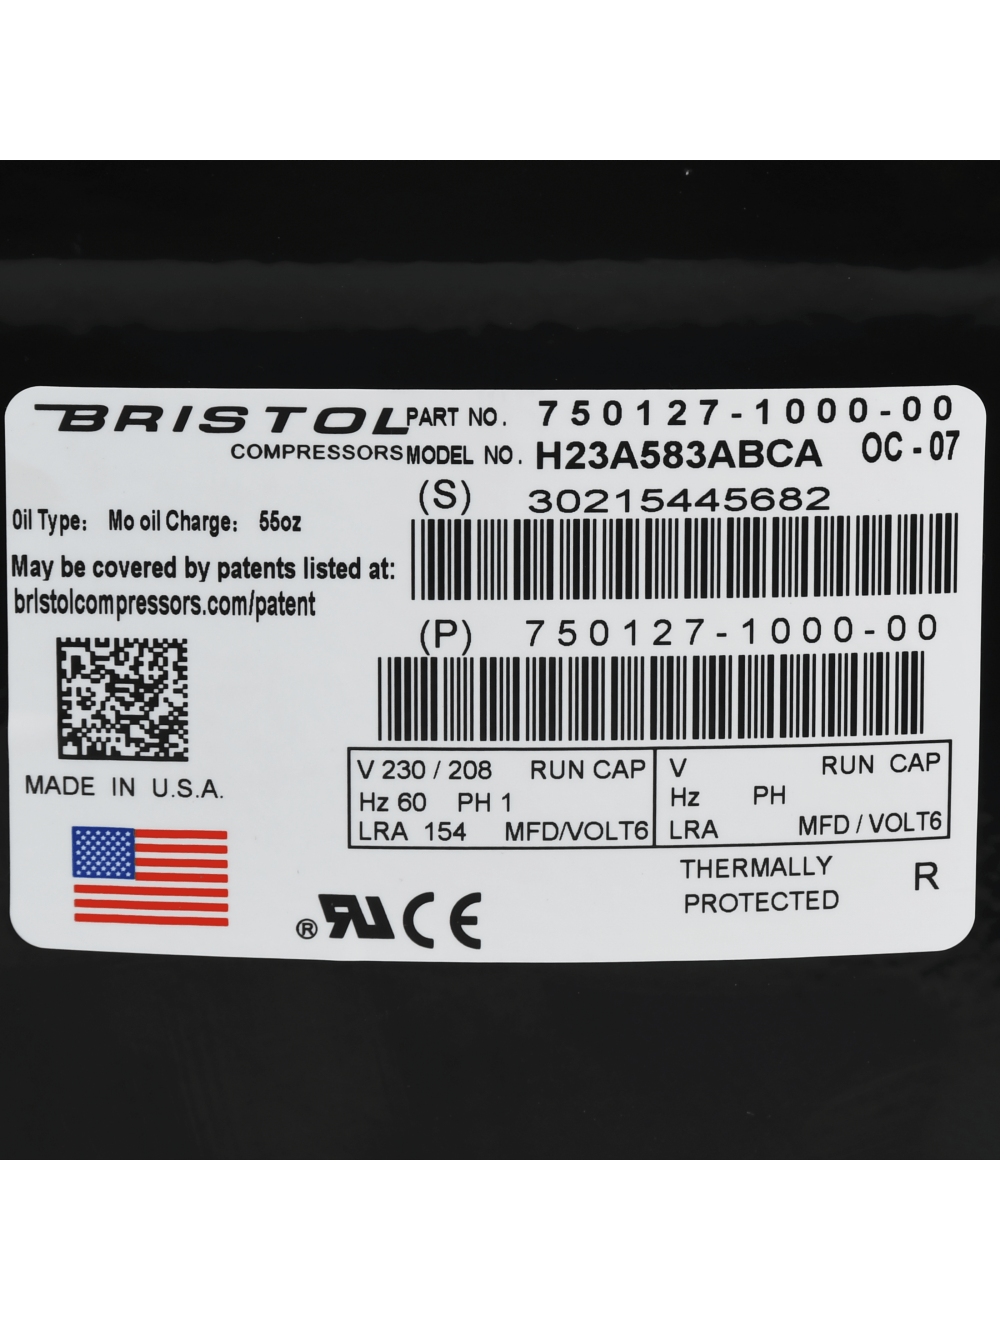 BRISTOL
COMPRESSORS
PART NO. 750127-1000-00
MODEL NO. H23A583ABCA OC-07
(S) 30215445682
Oil Type: Mo oil Charge: 55oz
May be covered by patents listed at:
brIstolcompressors.com/patent
(P) 750127-1000-00
MADE IN U.S.A.
V 230 / 208 RUN CAP
Hz 60 PH 1
LRA 154 MFD/VOLT6
V RUN CAP
Hz PH
LRA MFD / VOLT6
THERMALLY
PROTECTED
R
® RU CE